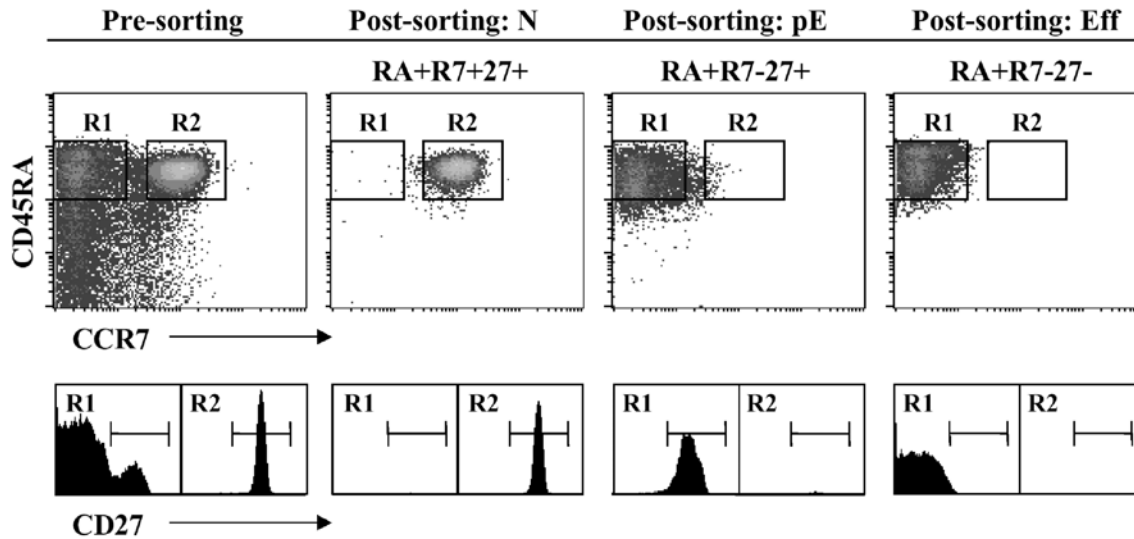 Pre-sorting Post-sorting: N Post-sorting: pE Post-sorting: Eff
RA+R7+27+ RA+R7-27+ RA+R7-27-
R1 R2 R1 R2 R1 R2 R1 R2
CD45RA
CCR7
R1 R2 R1 R2 R1 R2 R1 R2
CD27